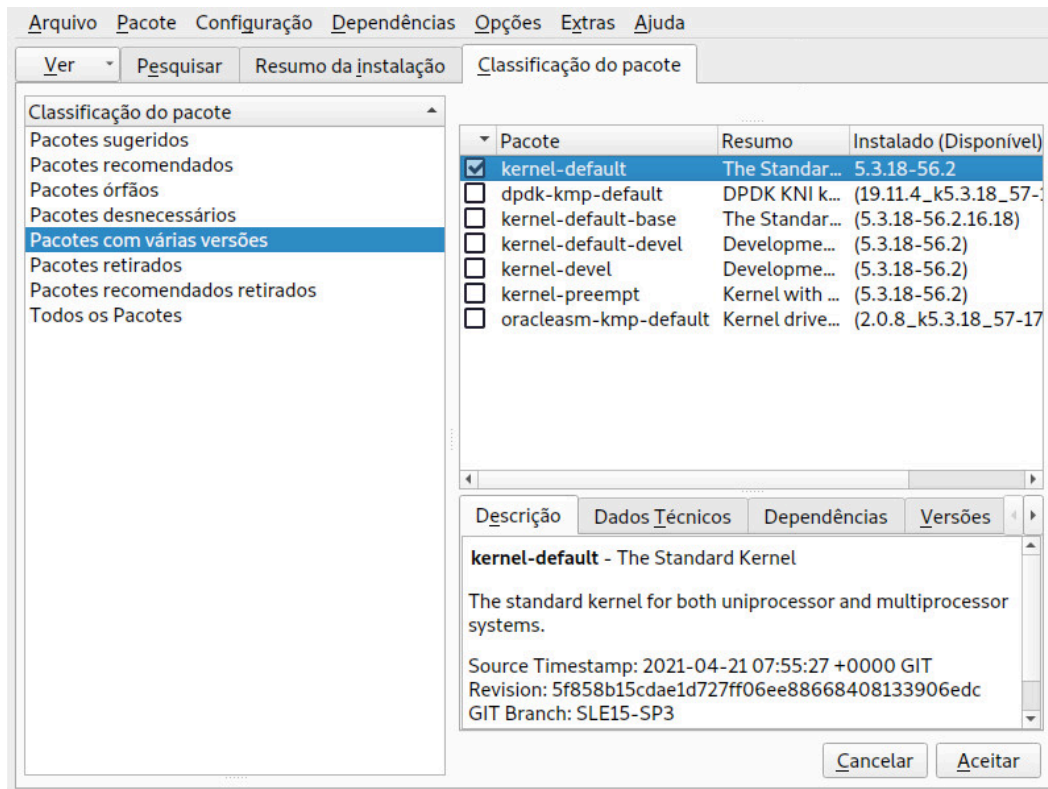 Arquivo Pacote Configuração Dependências Opções Extras Ajuda
Ver Pesquisar Resumo da instalação Classificação do pacote
Classificação do pacote
Pacotes sugeridos
Pacotes recomendados
Pacotes órfãos
Pacotes desnecessários
Pacotes com várias versões
Pacotes retirados
Pacotes recomendados retirados
Todos os Pacotes
Pacote Resumo Instalado (Disponível)
kernel-default The Standar... 5.3.18-56.2
dpdk-kmp-default DPDK KNI k... (19.11.4_k5.3.18_57-
kernel-default-base The Standar... (5.3.18-56.2.16.18)
kernel-default-devel Developme... (5.3.18-56.2)
kernel-devel Developme... (5.3.18-56.2)
kernel-preempt Kernel with ... (5.3.18-56.2)
oracleasm-kmp-default Kernel drive... (2.0.8_k5.3.18_57-17
Descrição Dados Técnicos Dependências Versões
kernel-default - The Standard Kernel
The standard kernel for both uniprocessor and multiprocessor
systems.
Source Timestamp: 2021-04-21 07:55:27 +0000 GIT
Revision: 5f858b15cdae1d727ff06ee88668408133906edc
GIT Branch: SLE15-SP3
Cancelar Aceitar